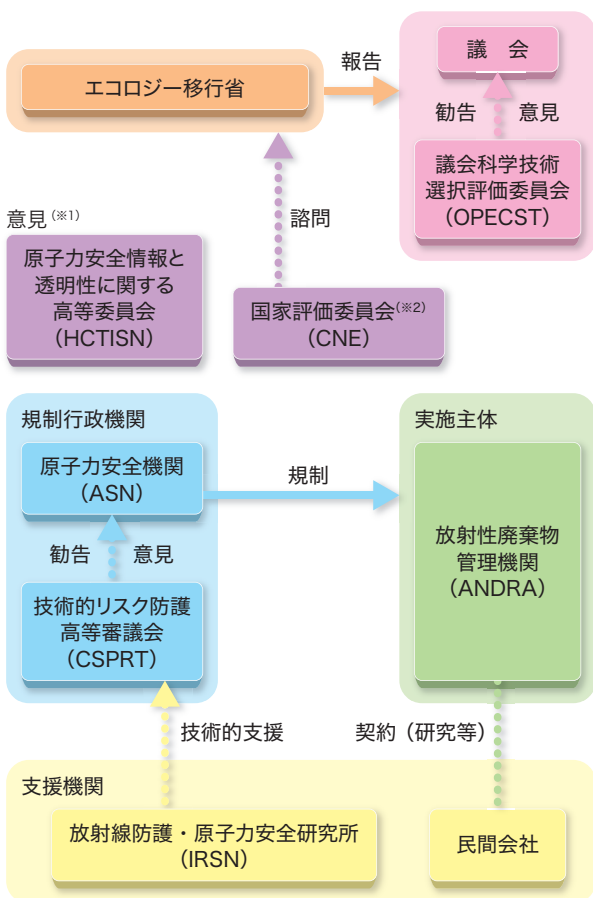 議 会
報告
エコロジー移行省
勧告 意見
議会科学技術
選択評価委員会
(OPECST)
諮問
意見(※1)
原子力安全情報と
透明性に関する
高等委員会
(HCTISN)
国家評価委員会(※2)
(CNE)
規制行政機関
原子力安全機関
(ASN)
規制
勧告 意見
技術的リスク防護
高等審議会
(CSPRT)
実施主体
放射性廃棄物
管理機関
(ANDRA)
技術的支援
契約(研究等)
支援機関
放射線防護・原子力安全研究所
(IRSN)
民間会社